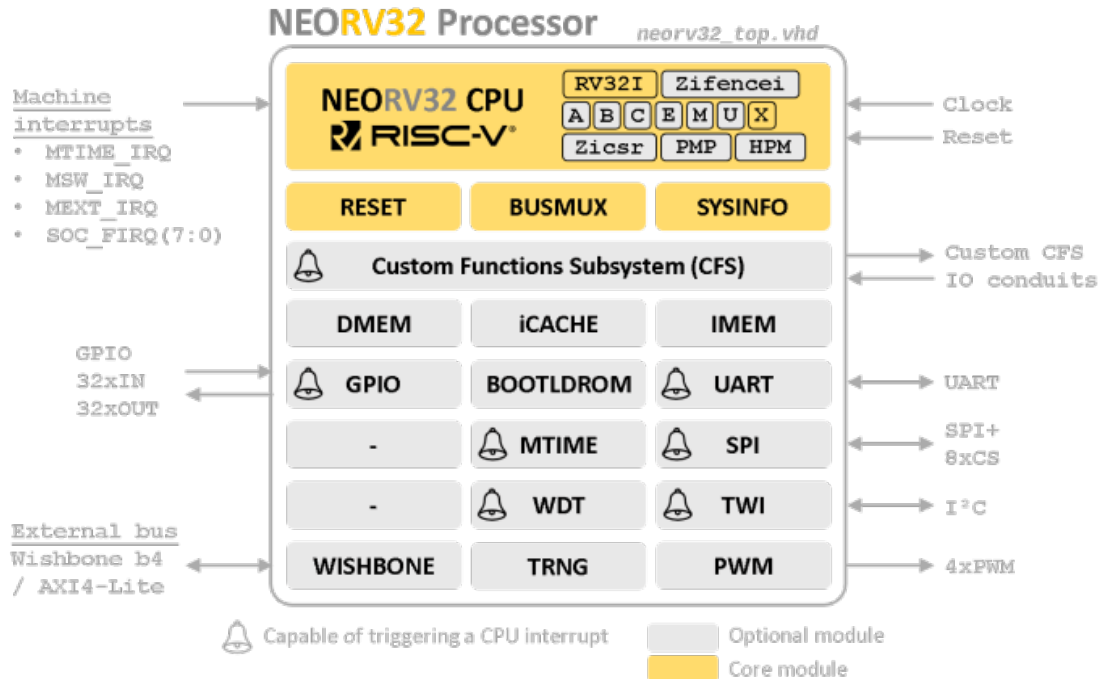 NEORV32 Processor
neorv32_top.vhd
Machine
interrupts
• MTIME_IRQ
• MSW_IRQ
• MEXT_IRQ
• SOC_FIRQ(7:0)
GPIO
32xIN
32xOUT
External bus
Wishbone b4
/ AXI4-Lite
NEORV32 CPU
RISC-V®
RV32I Zifencei
A B C E M U X
Zicsr PMP HPM
RESET BUSMUX SYSINFO
Custom Functions Subsystem (CFS)
DMEM iCACHE IMEM
GPIO BOOTLDROM UART
- MTIME SPI
- WDT TWI
WISHBONE TRNG PWM
Clock
Reset
Custom CFS
IO conduits
UART
SPI+
8xCS
I²C
4xPWM
Capable of triggering a CPU interrupt
Optional module
Core module